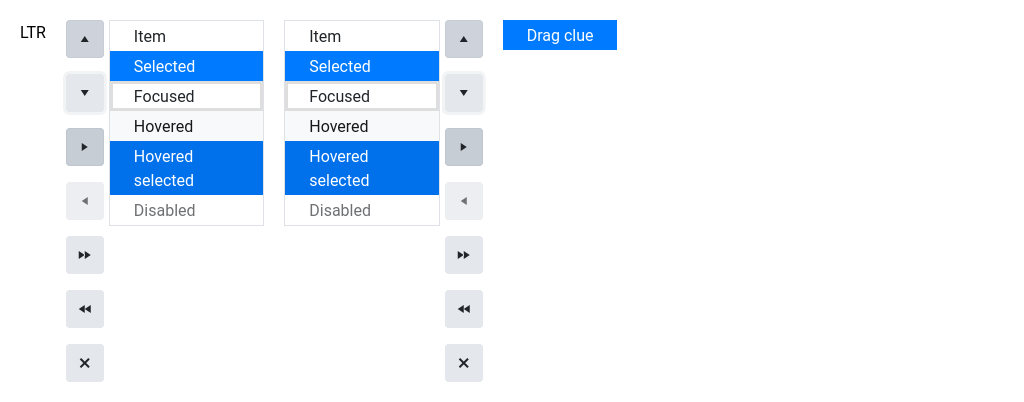 LTR
Item
Selected
Focused
Hovered
Hovered
selected
Disabled
Item
Selected
Focused
Hovered
Hovered
selected
Disabled
Drag clue